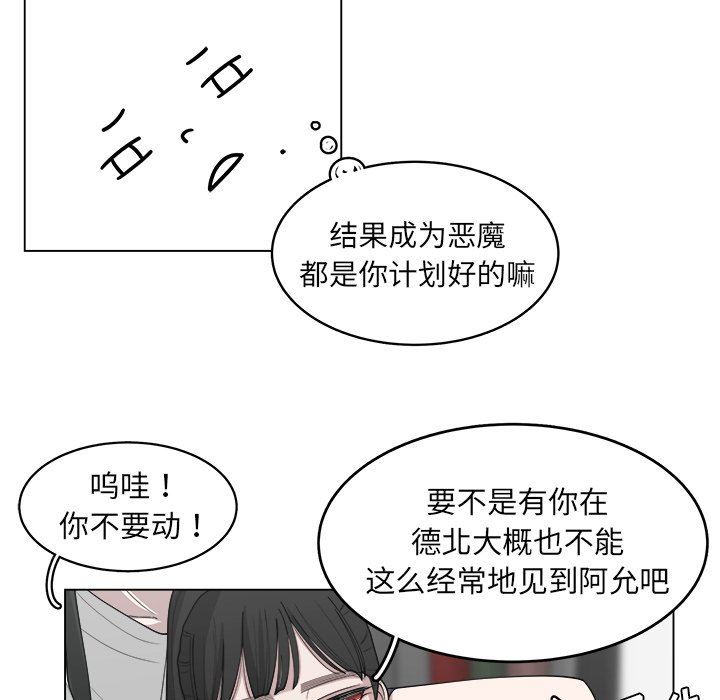 结果成为恶魔
都是你计划好的嘛
呜哇！
你不要动！
要不是有你在
德北大概也不能
这么经常地见到阿允吧